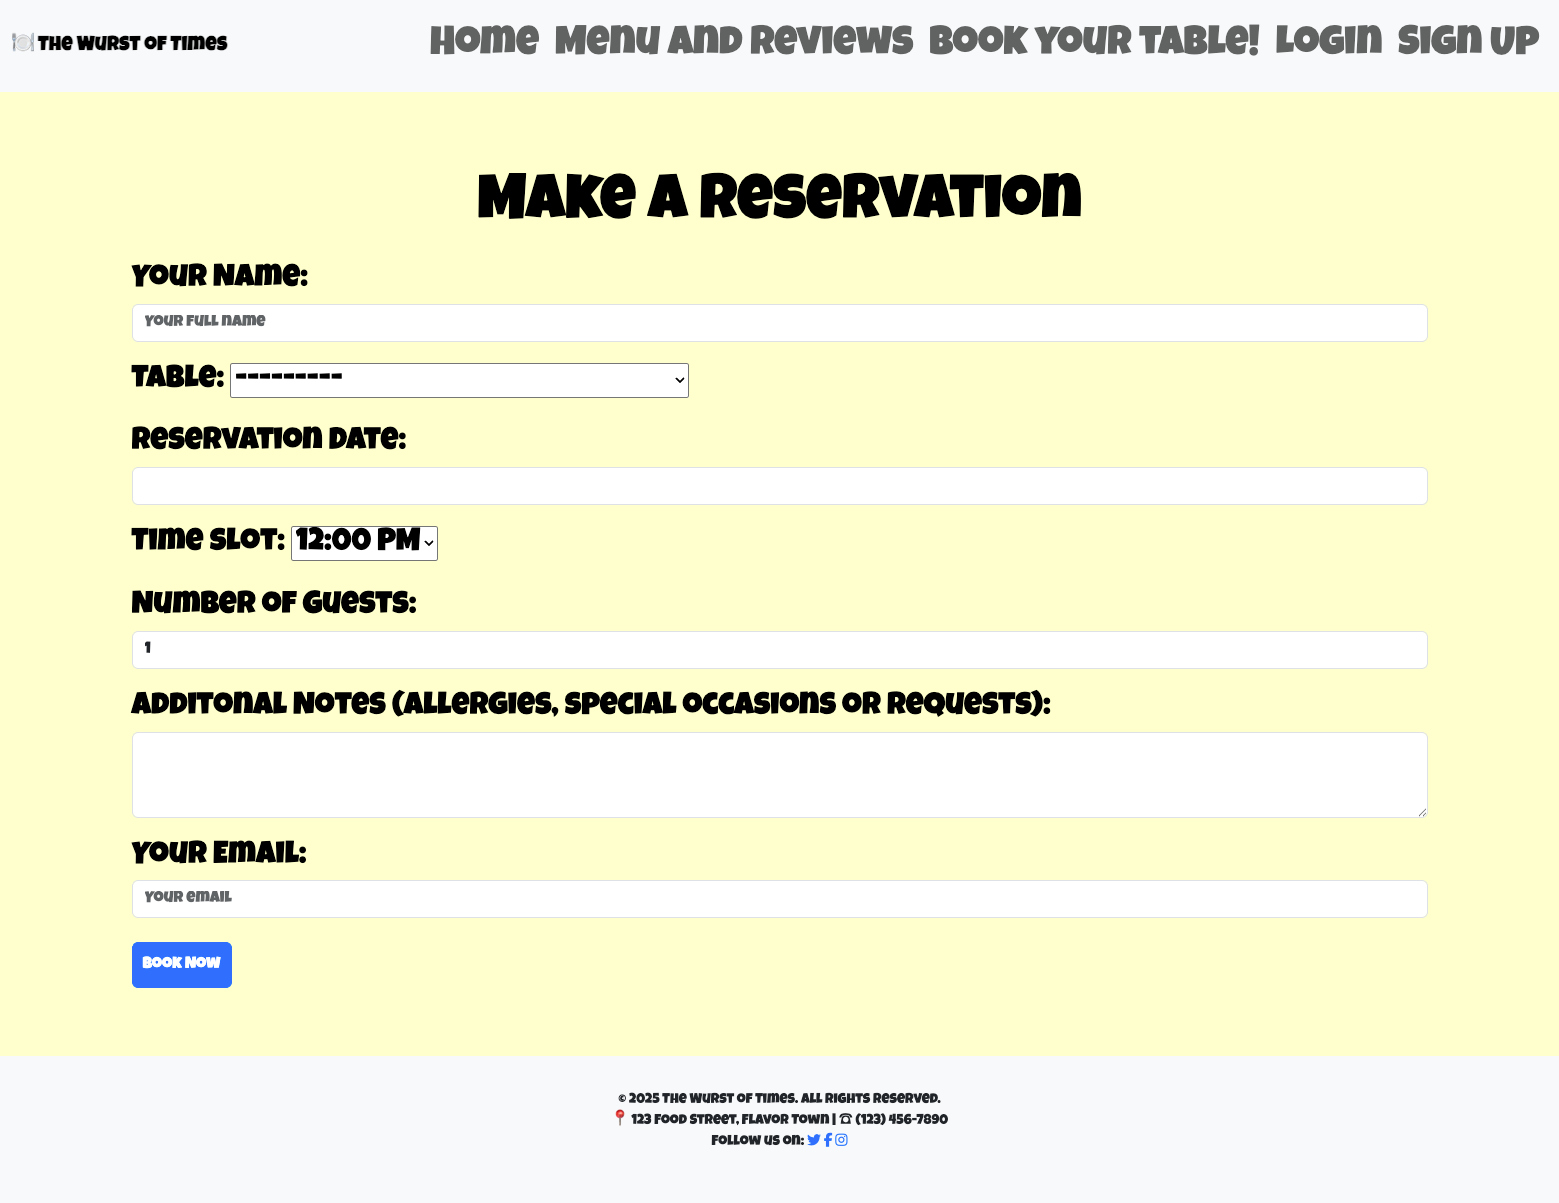 🍽️ The Wurst of Times
Home Menu and Reviews Book Your Table! Login Sign Up
Make a Reservation
Your Name:
Your full name
Table: ---------
Reservation Date:
Time Slot: 12:00 PM
Number of Guests:
1
Additonal Notes (Allergies, Special Occasions or Requests):
Your Email:
Your email
Book Now
© 2025 The Wurst of Times. All Rights Reserved.
📍 123 Food Street, Flavor Town | ☎ (123) 456-7890
Follow us on: